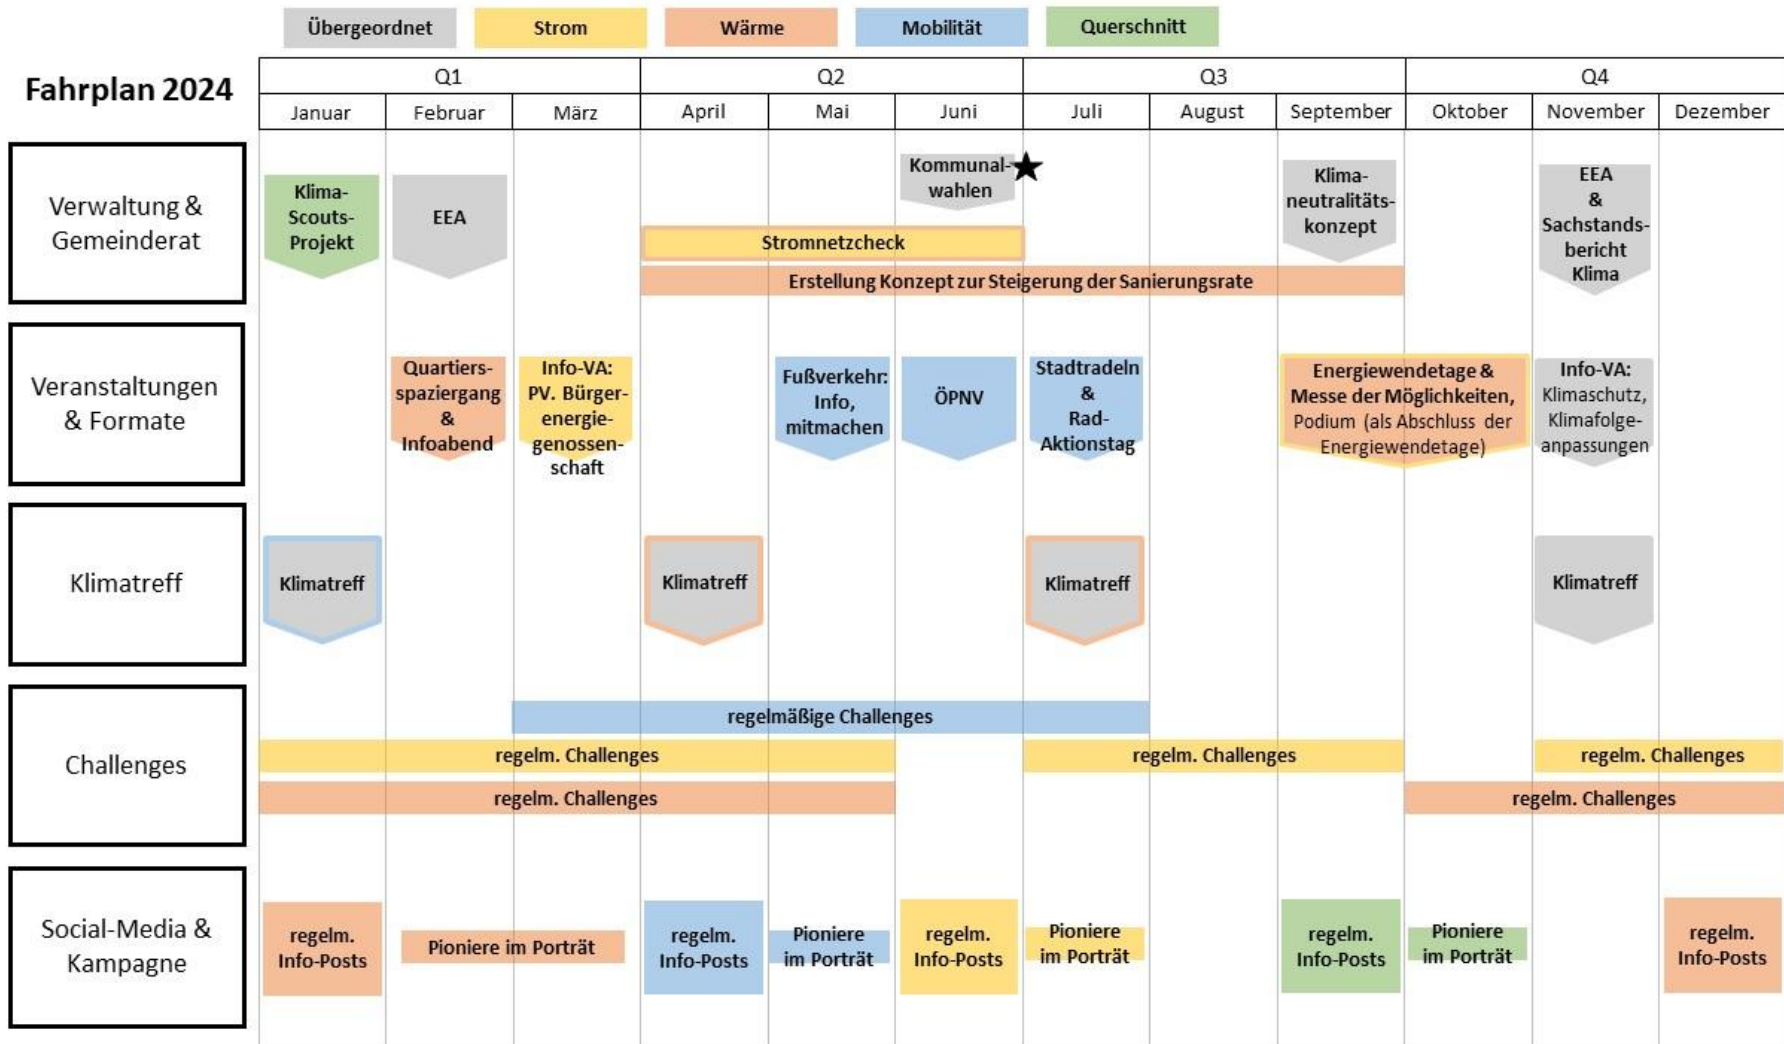 Übergeordnet
Strom
Wärme
Mobilität
Querschnitt
Fahrplan 2024
Q1
Q2
Q3
Q4
Januar
Februar
März
April
Mai
Juni
Juli
August
September
Oktober
November
Dezember
Verwaltung &
Gemeinderat
Klima-
Scouts-
Projekt
EEA
Kommunal-
wahlen
Stromnetzcheck
Erstellung Konzept zur Steigerung der Sanierungsrate
Klima-
neutralitäts-
konzept
EEA
&
Sachstands-
bericht
Klima
Veranstaltungen
& Formate
Quartiers-
spaziergang
&
Infoabend
Info-VA:
PV. Bürger-
energie-
genossen-
schaft
Fußverkehr:
Info,
mitmachen
ÖPNV
Stadtradeln
&
Rad-
Aktionstag
Energiewendetage &
Messe der Möglichkeiten,
Podium (als Abschluss der
Energiewendetage)
Info-VA:
Klimaschutz,
Klimafolge-
anpassungen
Klimatreff
Klimatreff
Klimatreff
Klimatreff
Klimatreff
Challenges
regelmäßige Challenges
regelm. Challenges
regelm. Challenges
regelm. Challenges
regelm. Challenges
regelm. Challenges
Social-Media &
Kampagne
regelm.
Info-Posts
Pioniere im Porträt
regelm.
Info-Posts
Pioniere
im Porträt
regelm.
Info-Posts
Pioniere
im Porträt
regelm.
Info-Posts
Pioniere
im Porträt
regelm.
Info-Posts